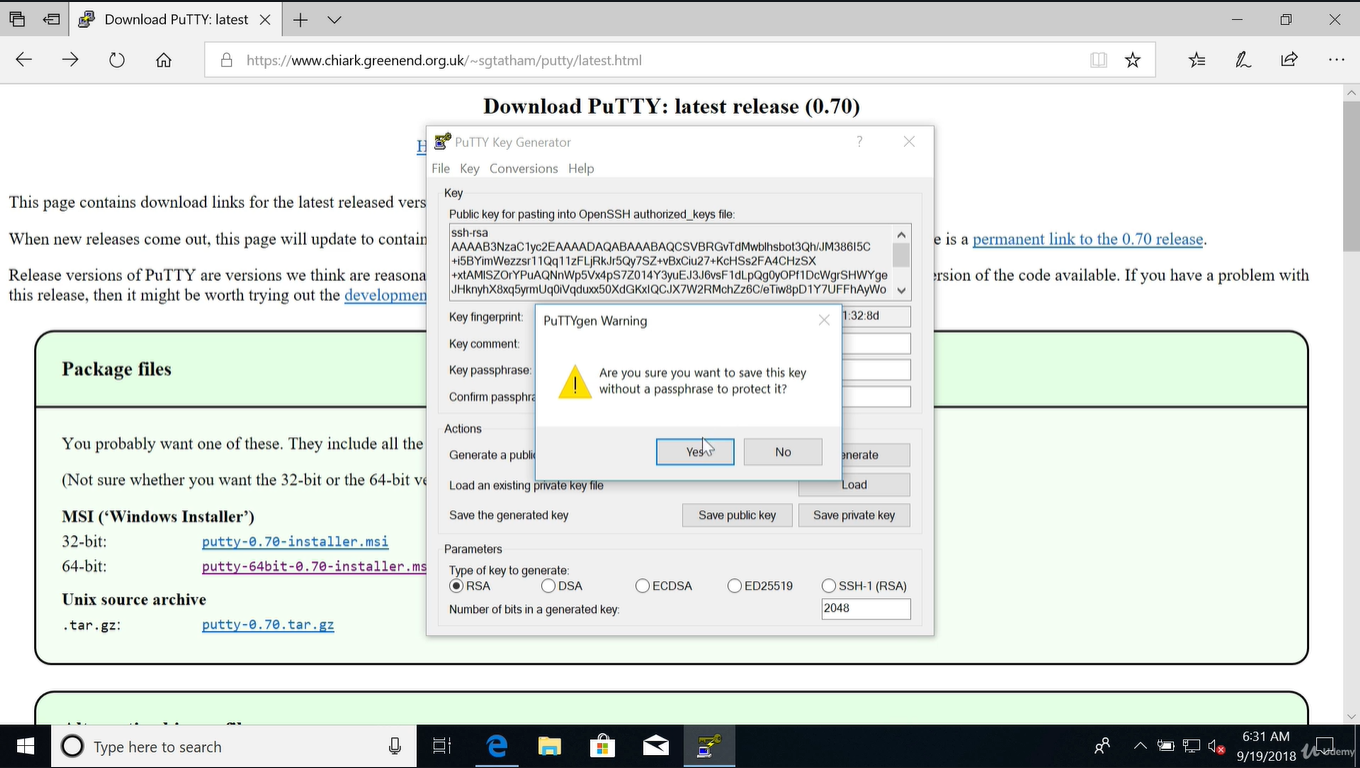 Download PuTTY: latest
https://www.chiark.greenend.org.uk/~sgtatham/putty/latest.html
Download PuTTY: latest release (0.70)
PuTTY Key Generator
?
File Key Conversions Help
Key
Public key for pasting into OpenSSH authorized_keys file:
ssh-rsa
AAAAB3NzaC1yc2EAAAADAQABAAABAQCSVBRGvTdMwblhsbot3Qh/JM386I5C
+i5BYimWezzsr11Qq11zFLjRkJr5Qy7SZ+vBxCiu27+KcHSs2FA4CHzSX
+xtAMlSZOrYPuAQNnWp5Vx4pS7Z014Y3yuEJ3J6vsF1dLpQg0yOPf1DcWgrSHWYge
JHknyhX8xq5yrmUq0iVqduxx50XdGKxIQCJX7W2RMchZz6C/eTiw8pD1Y7UFFhAyWo
Key fingerprint:
1:32:8d
Key comment:
Key passphrase:
Confirm passphra
PuTTYgen Warning
Are you sure you want to save this key
without a passphrase to protect it?
Yes
No
Actions
Generate a publi
enerate
Load an existing private key file
Load
Save the generated key
Save public key
Save private key
Parameters
Type of key to generate:
RSA
DSA
ECDSA
ED25519
SSH-1 (RSA)
Number of bits in a generated key:
2048
H
This page contains download links for the latest released vers
When new releases come out, this page will update to contain
e is a permanent link to the 0.70 release.
Release versions of PuTTY are versions we think are reasona
ersion of the code available. If you have a problem with
this release, then it might be worth trying out the developmen
Package files
You probably want one of these. They include all the
(Not sure whether you want the 32-bit or the 64-bit ve
MSI (‘Windows Installer’)
32-bit: putty-0.70-installer.msi
64-bit: putty-64bit-0.70-installer.ms
Unix source archive
.tar.gz: putty-0.70.tar.gz
Type here to search
6:31 AM
9/19/2018
Udemy